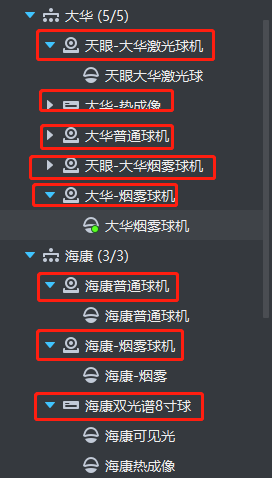 大华 (5/5)
天眼-大华激光球机
天眼大华激光球
大华-热成像
大华普通球机
天眼-大华烟雾球机
大华-烟雾球机
大华烟雾球机
海康 (3/3)
海康普通球机
海康普通球机
海康-烟雾球机
海康-烟雾
海康双光谱8寸球
海康可见光
海康热成像